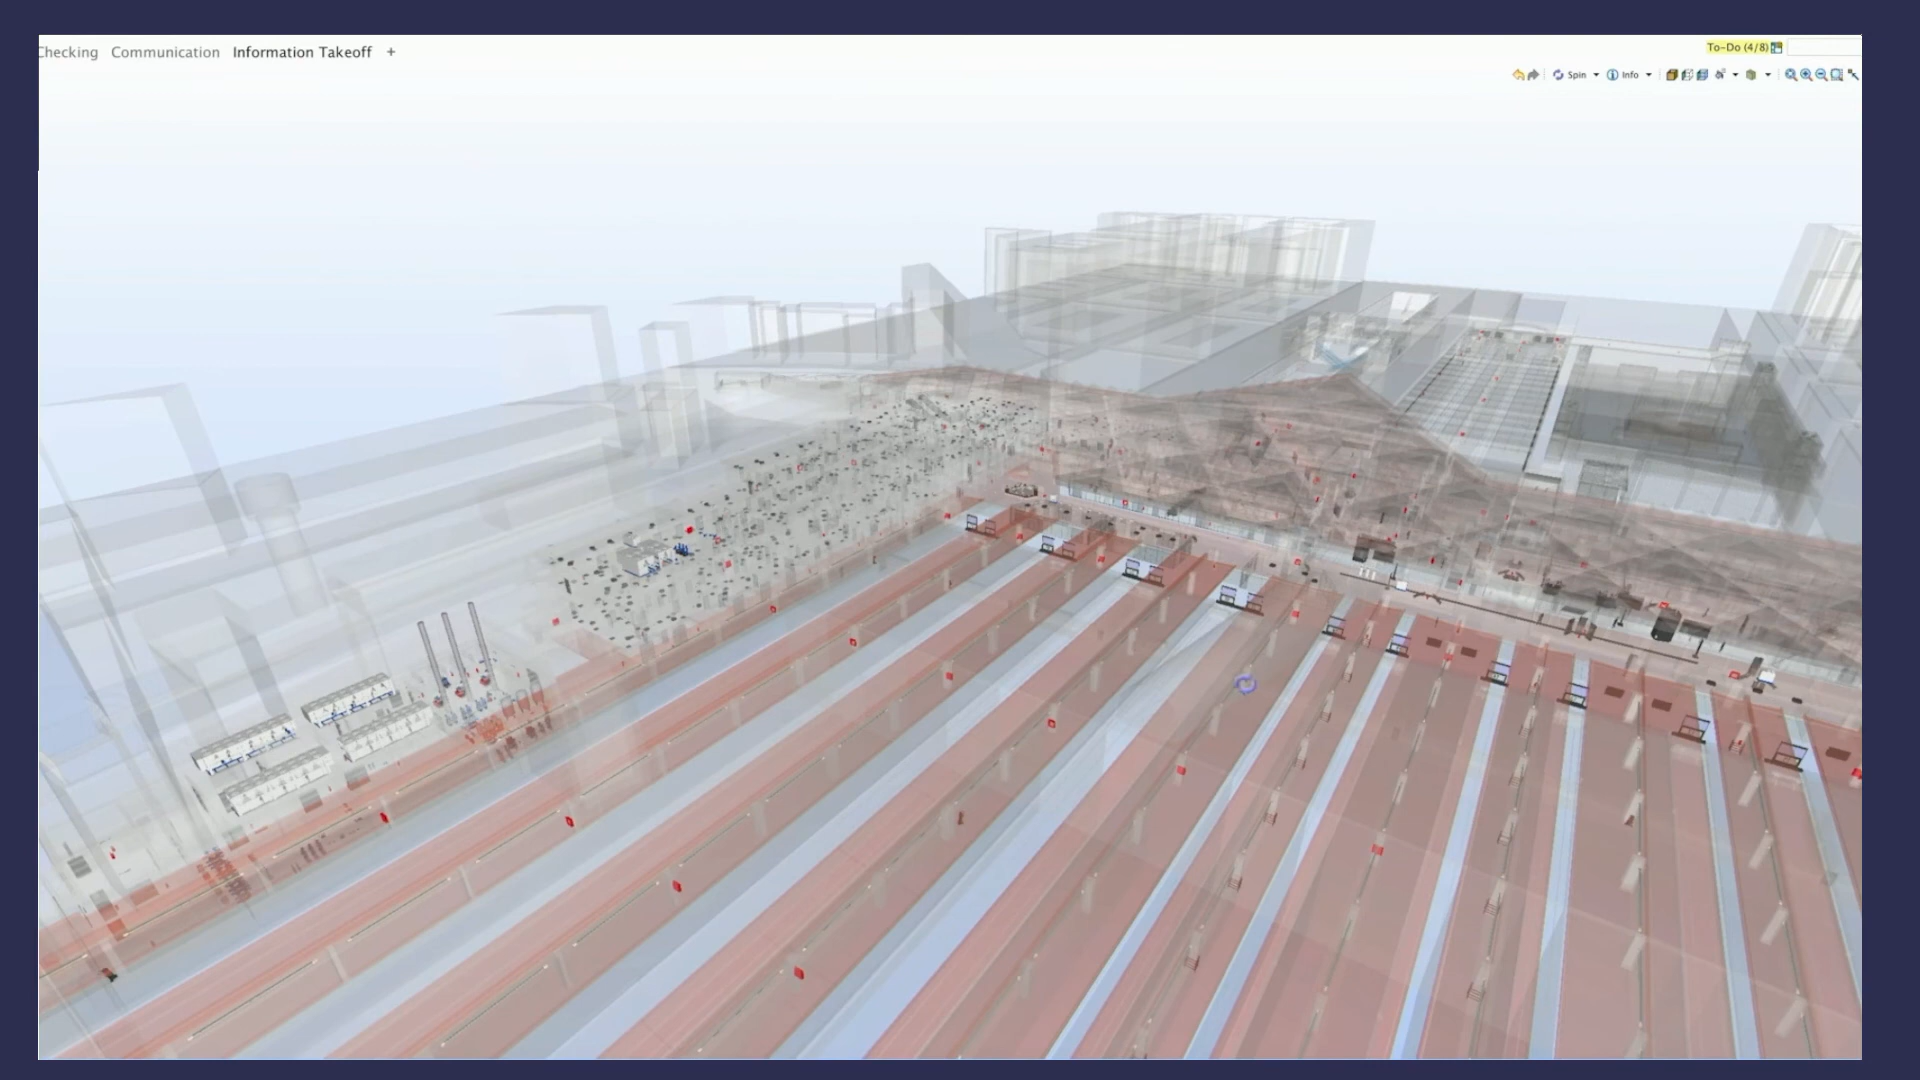 Checking Communication Information Takeoff +
To-Do (4/8)
Spin Info